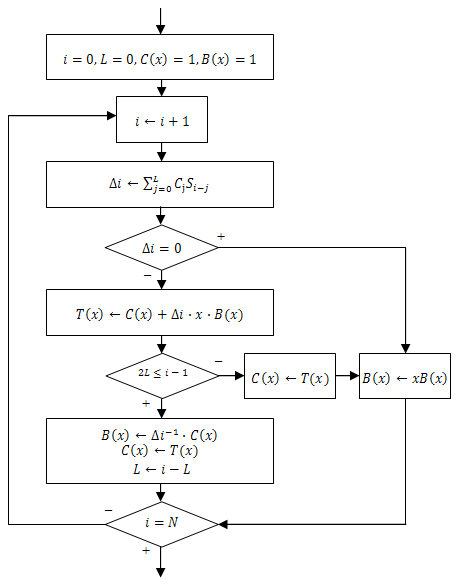 i = 0, L = 0, C(x) = 1, B(x) = 1
i ← i + 1
Δi ← ∑_{j=0}^{L} C_j S_{i−j}
Δi = 0
+
−
T(x) ← C(x) + Δi · x · B(x)
2L ≤ i − 1
−
C(x) ← T(x)
B(x) ← xB(x)
+
B(x) ← Δi⁻¹ · C(x)
C(x) ← T(x)
L ← i − L
−
i = N
+